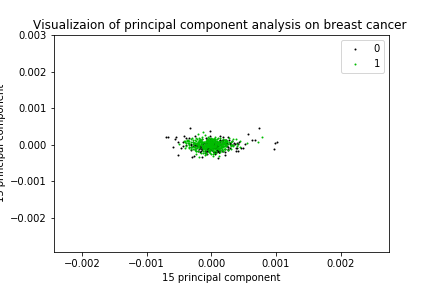 Visualizaion of principal component analysis on breast cancer
0.003
0.002
0.001
0.000
−0.001
−0.002
0
1
principal component
−0.002 −0.001 0.000 0.001 0.002
15 principal component